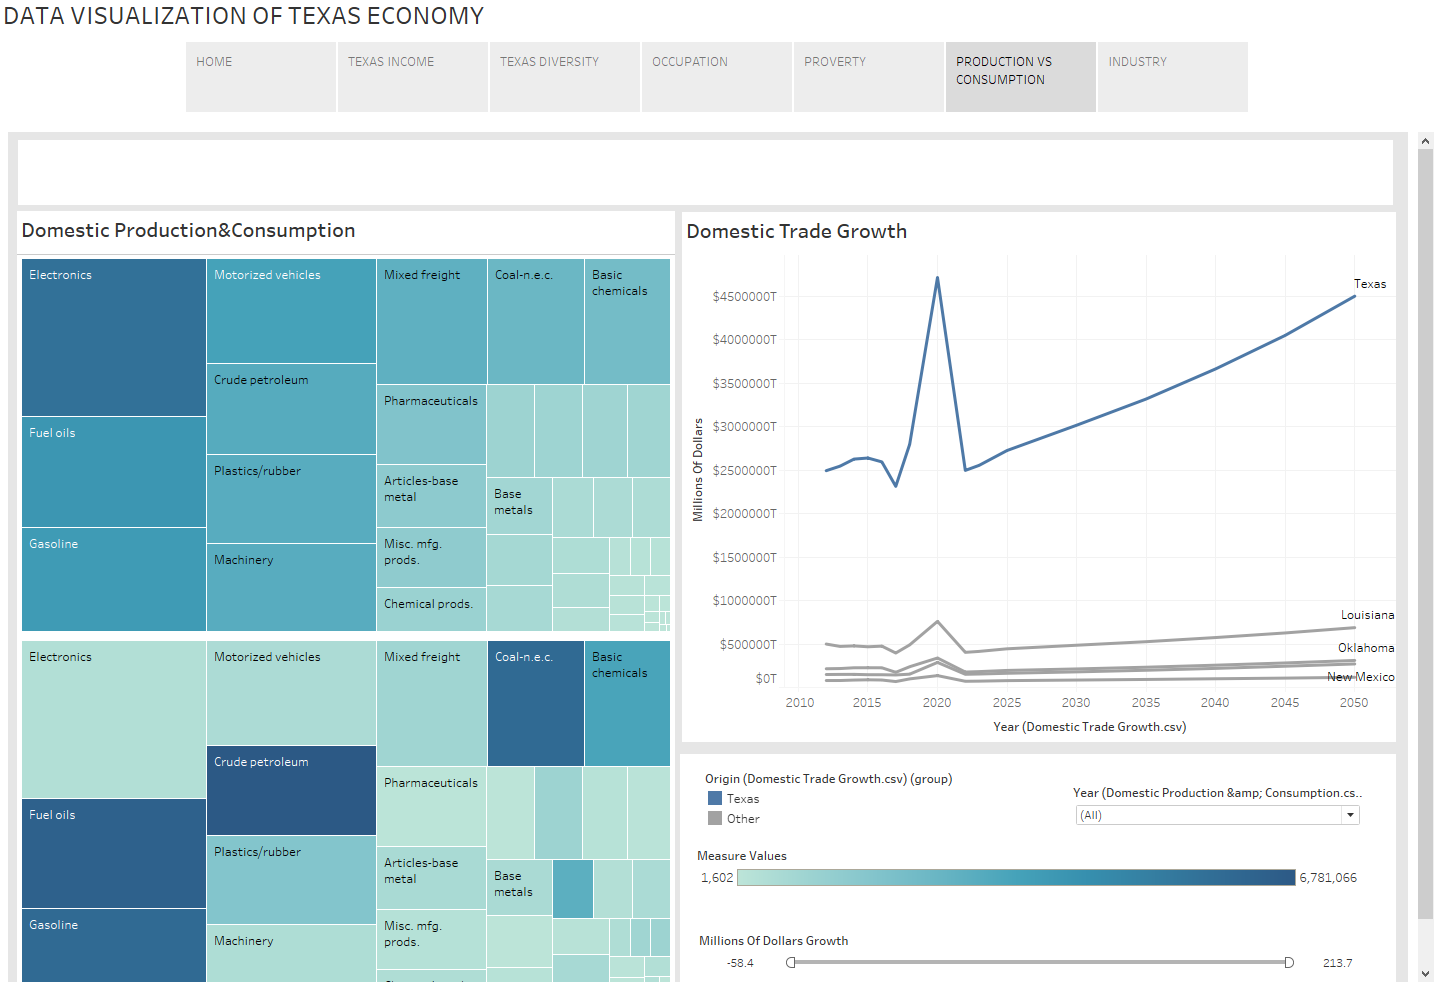 DATA VISUALIZATION OF TEXAS ECONOMY
HOME
TEXAS INCOME
TEXAS DIVERSITY
OCCUPATION
PROVERTY
PRODUCTION VS
CONSUMPTION
INDUSTRY
Domestic Production&Consumption
Electronics
Motorized vehicles
Mixed freight
Coal-n.e.c.
Basic
chemicals
Crude petroleum
Pharmaceuticals
Fuel oils
Plastics/rubber
Articles-base
metal
Base
metals
Gasoline
Machinery
Misc. mfg.
prods.
Chemical prods.
Electronics
Motorized vehicles
Mixed freight
Coal-n.e.c.
Basic
chemicals
Crude petroleum
Pharmaceuticals
Fuel oils
Plastics/rubber
Articles-base
metal
Base
metals
Gasoline
Machinery
Misc. mfg.
prods.
Domestic Trade Growth
Millions Of Dollars
$4500000T
$4000000T
$3500000T
$3000000T
$2500000T
$2000000T
$1500000T
$1000000T
$500000T
$0T
Texas
Louisiana
Oklahoma
New Mexico
2010
2015
2020
2025
2030
2035
2040
2045
2050
Year (Domestic Trade Growth.csv)
Origin (Domestic Trade Growth.csv) (group)
Texas
Other
Year (Domestic Production &amp; Consumption.cs..
(All)
Measure Values
1,602
6,781,066
Millions Of Dollars Growth
-58.4
213.7